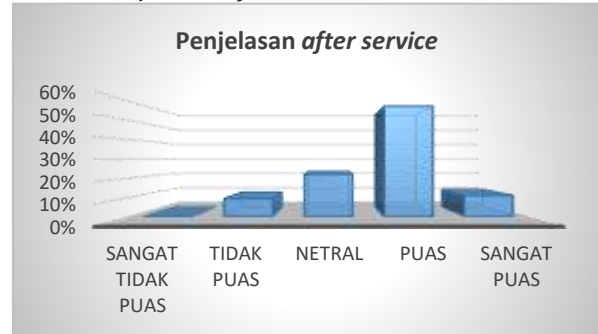 Penjelasan after service
60%
50%
40%
30%
20%
10%
0%
SANGAT TIDAK PUAS
TIDAK PUAS
NETRAL
PUAS
SANGAT PUAS